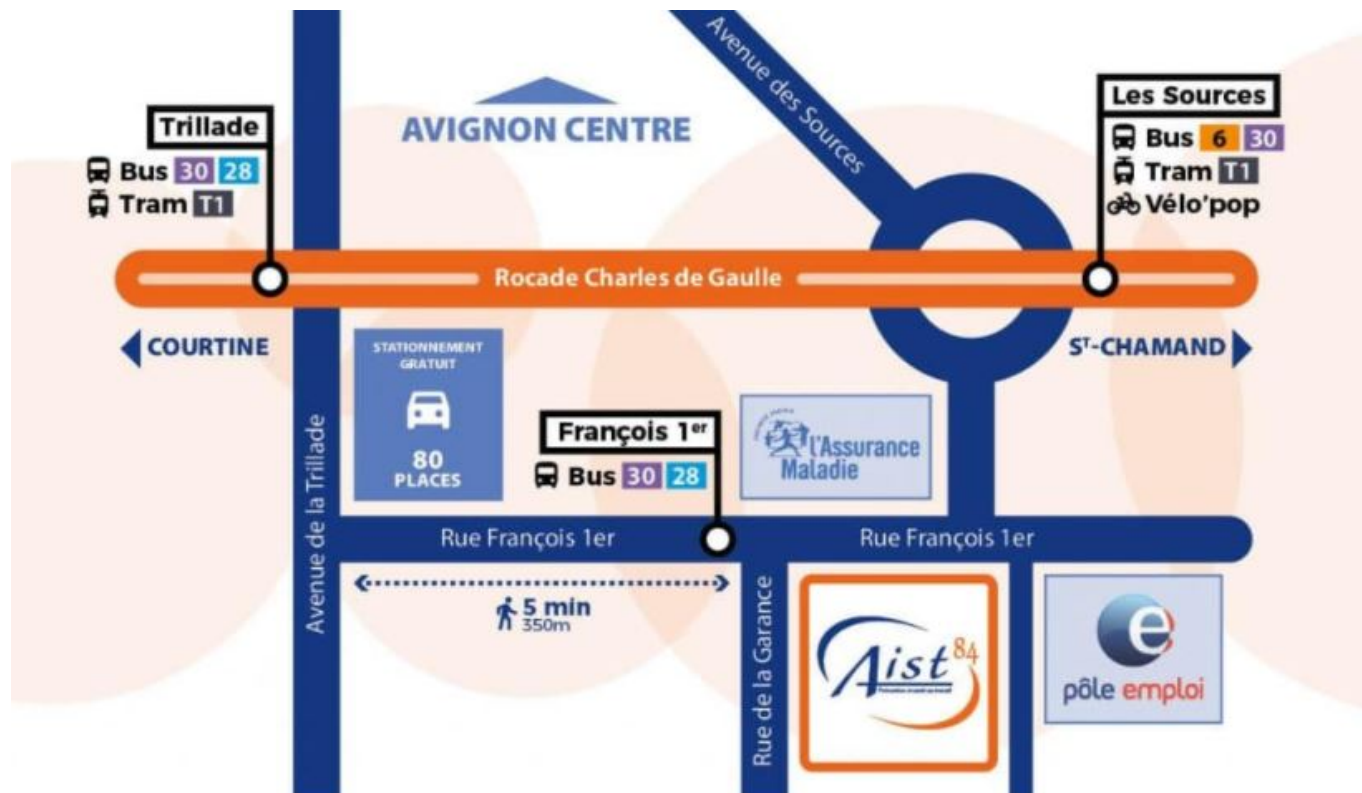 Avenue des Sources
AVIGNON CENTRE
Trillade
Bus 30 28
Tram T1
Les Sources
Bus 6 30
Tram T1
Vélo'pop
Rocade Charles de Gaulle
COURTINE
Sᵀ-CHAMAND
Avenue de la Trillade
STATIONNEMENT
GRATUIT
80
PLACES
François 1ᵉʳ
Bus 30 28
l'Assurance
Maladie
Rue François 1er
Rue François 1er
5 min
350m
Rue de la Garance
Aist 84
pôle emploi